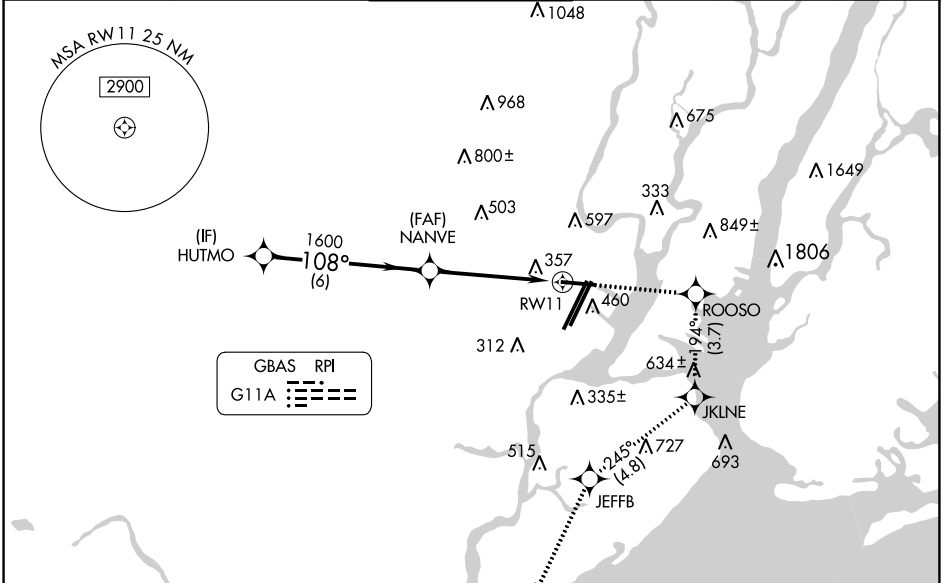 1048
MSA RW11 25 NM
2900
968
675
800±
1649
503
333
597
849±
(IF)
HUTMO
1600
108°
(6)
(FAF)
NANVE
357
1806
RW11
460
ROOSO
194°
(3.7)
312
634±
GBAS RPI
G11A
335±
JKLNE
515
245°
(4.8)
727
693
JEFFB